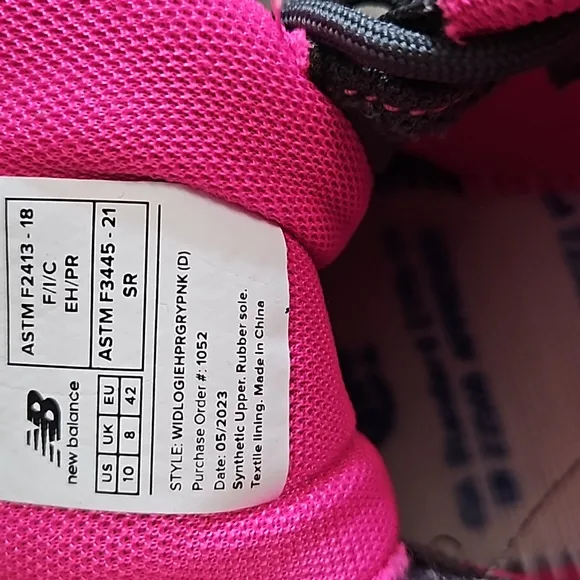 ASTM F2413 - 18
F/I/C
EH/PR
ASTM F3445 - 21
SR
new balance
US UK EU
10 8 42
STYLE: WIDLOGIEHPRGRYPNK (D)
Purchase Order #: 1052
Date: 05/2023
Synthetic Upper. Rubber sole.
Textile lining. Made In China